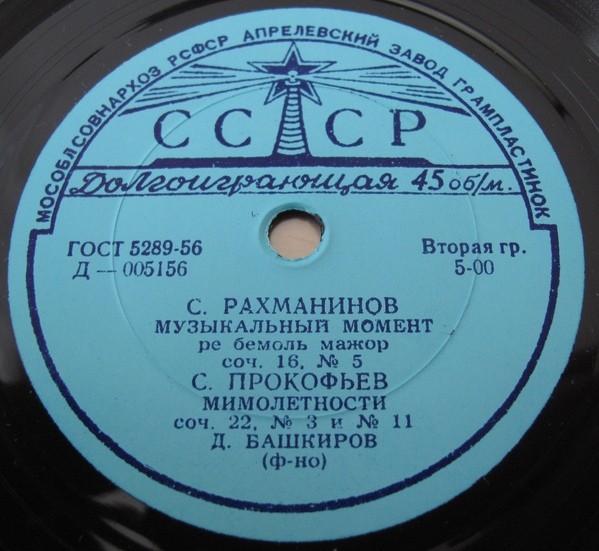 МОСОБЛСОВНАРХОЗ РСФСР АПРЕЛЕВСКИЙ ЗАВОД ГРАМПЛАСТИНОК
СССР
Долгоиграющая 45 об/м.
ГОСТ 5289-56
Д — 005156
Вторая гр.
5-00
С. РАХМАНИНОВ
МУЗЫКАЛЬНЫЙ МОМЕНТ
ре бемоль мажор
соч. 16, № 5
С. ПРОКОФЬЕВ
МИМОЛЕТНОСТИ
соч. 22, № 3 и № 11
Д. БАШКИРОВ
(ф-но)